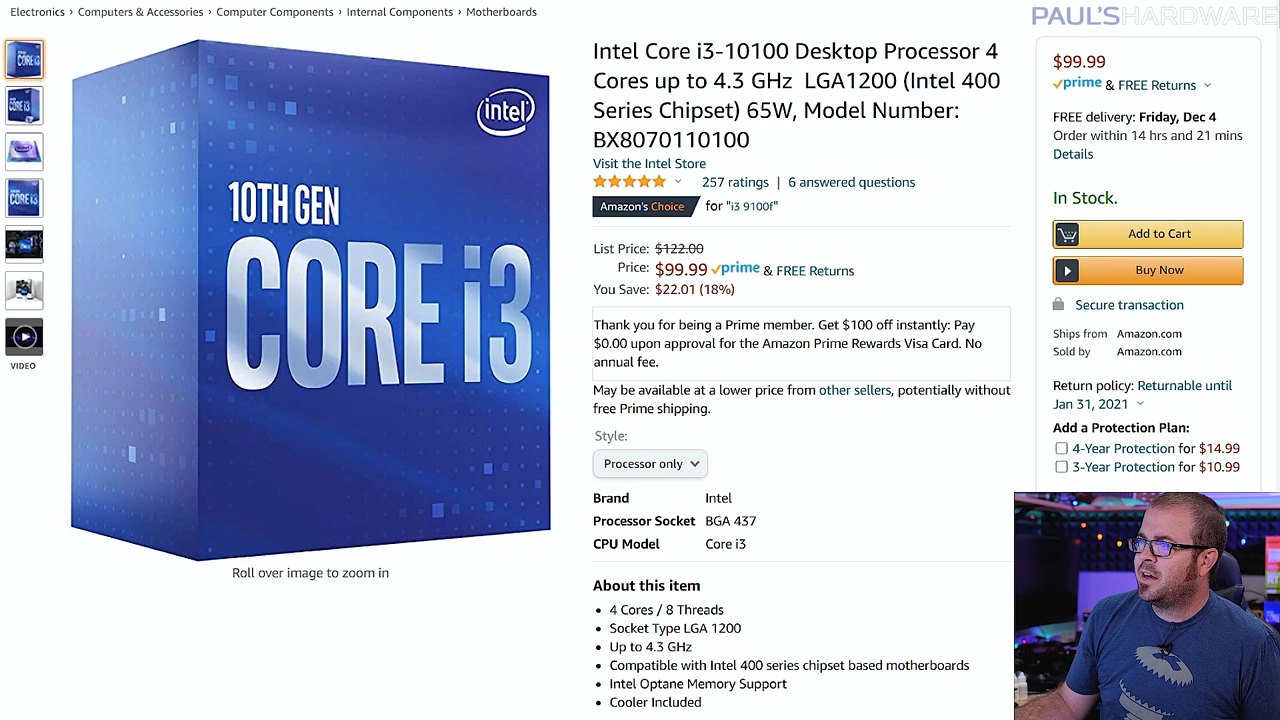 Electronics › Computers & Accessories › Computer Components › Internal Components › Motherboards
PAUL'SHARDWARE
intel
10TH GEN
CORE i3
Roll over image to zoom in
VIDEO
Intel Core i3-10100 Desktop Processor 4
Cores up to 4.3 GHz LGA1200 (Intel 400
Series Chipset) 65W, Model Number:
BX8070110100
Visit the Intel Store
257 ratings | 6 answered questions
Amazon's Choice for "i3 9100f"
List Price: $122.00
Price: $99.99 prime & FREE Returns
You Save: $22.01 (18%)
Thank you for being a Prime member. Get $100 off instantly: Pay
$0.00 upon approval for the Amazon Prime Rewards Visa Card. No
annual fee.
May be available at a lower price from other sellers, potentially without
free Prime shipping.
Style:
Processor only
Brand Intel
Processor Socket BGA 437
CPU Model Core i3
About this item
• 4 Cores / 8 Threads
• Socket Type LGA 1200
• Up to 4.3 GHz
• Compatible with Intel 400 series chipset based motherboards
• Intel Optane Memory Support
• Cooler Included
$99.99
prime & FREE Returns
FREE delivery: Friday, Dec 4
Order within 14 hrs and 21 mins
Details
In Stock.
Add to Cart
Buy Now
Secure transaction
Ships from Amazon.com
Sold by Amazon.com
Return policy: Returnable until
Jan 31, 2021
Add a Protection Plan:
4-Year Protection for $14.99
3-Year Protection for $10.99